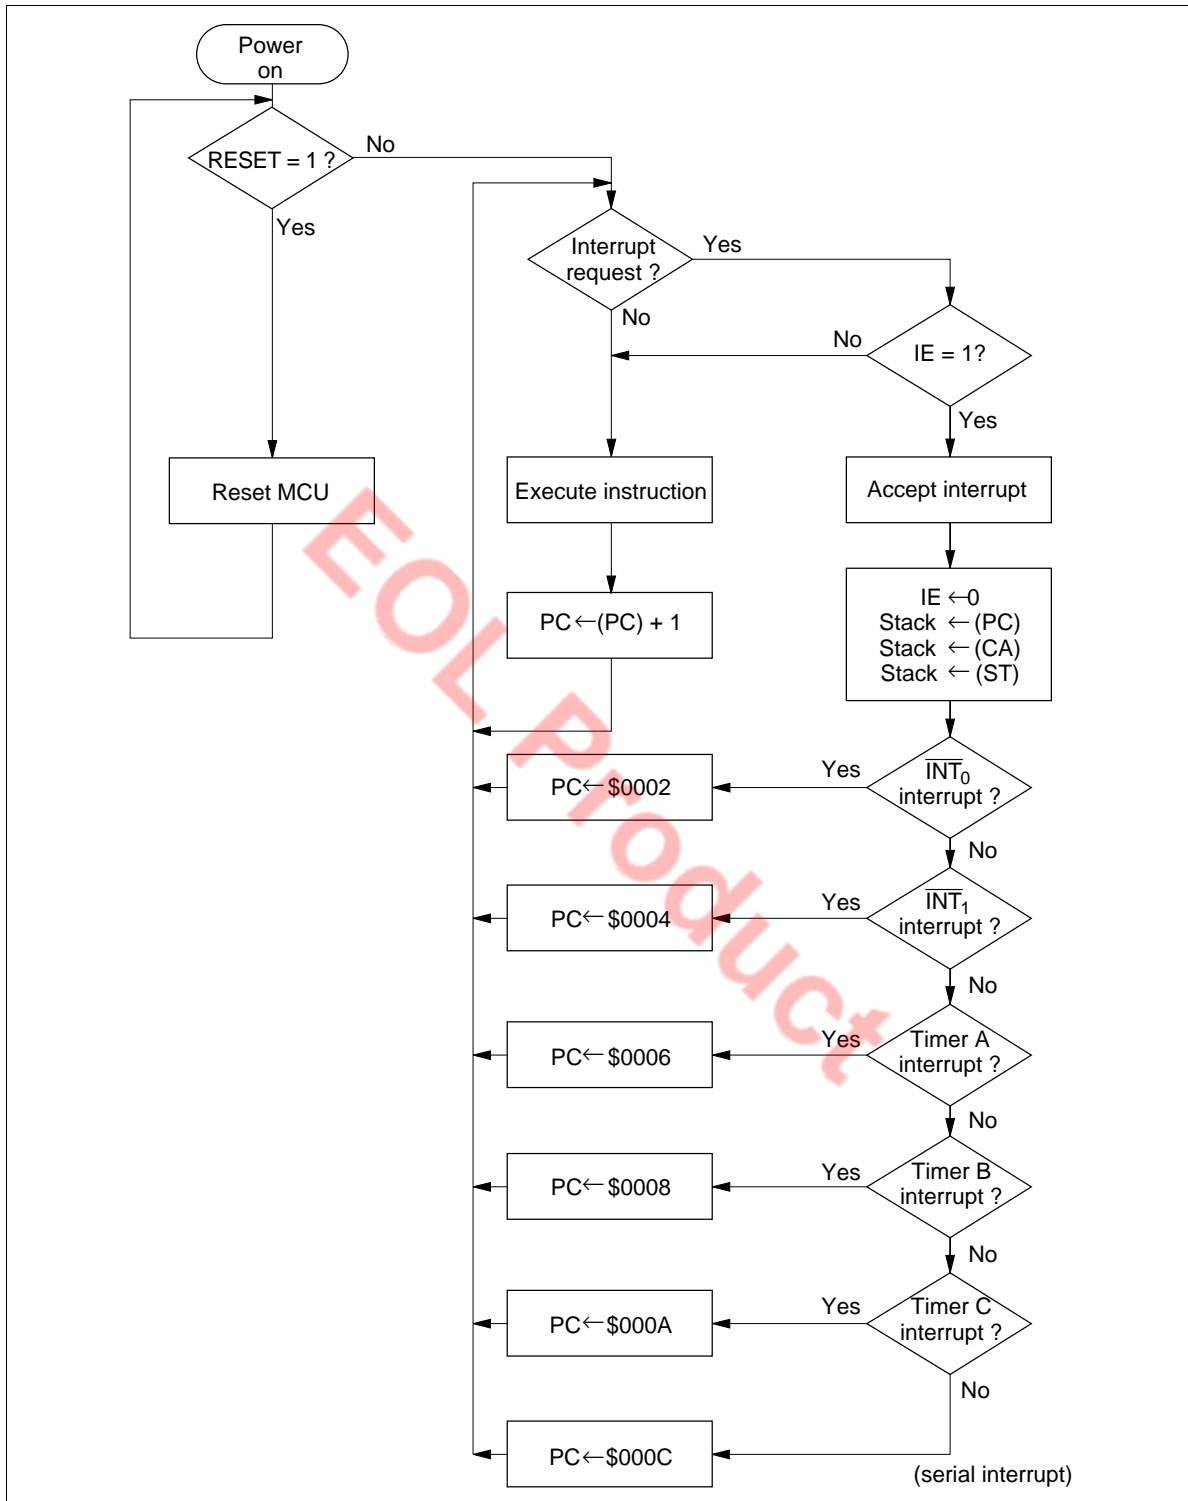 Power
on
RESET = 1 ?
No
Yes
Interrupt
request ?
Yes
No
IE = 1?
No
Yes
Reset MCU
Execute instruction
Accept interrupt
PC←(PC) + 1
IE ←0
Stack ← (PC)
Stack ← (CA)
Stack ← (ST)
PC←$0002
Yes
I̅N̅T̅₀
interrupt ?
No
PC←$0004
Yes
I̅N̅T̅₁
interrupt ?
No
PC←$0006
Yes
Timer A
interrupt ?
No
PC←$0008
Yes
Timer B
interrupt ?
No
PC←$000A
Yes
Timer C
interrupt ?
No
PC←$000C
(serial interrupt)
EOL Product